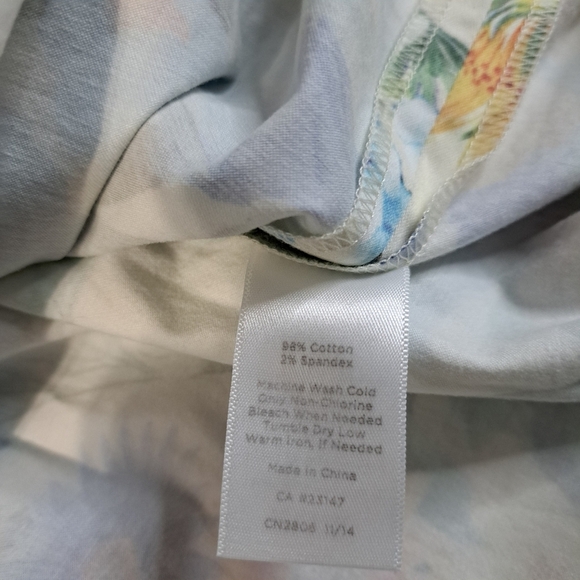 98% Cotton
2% Spandex
Machine Wash Cold
Only Non-Chlorine
Bleach When Needed
Tumble Dry Low
Warm Iron, If Needed
Made in China
CA #23147
CN2806 11/14